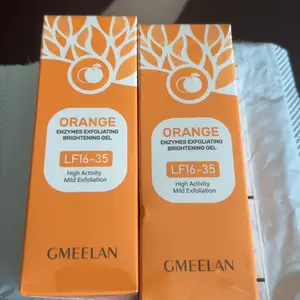 ORANGE
ENZYMES EXFOLIATING
BRIGHTENING GEL
LF16-35
High Activity
Mild Exfoliation
GMEELAN
ORANGE
ENZYMES EXFOLIATING
BRIGHTENING GEL
LF16-35
High Activity
Mild Exfoliation
GMEELAN